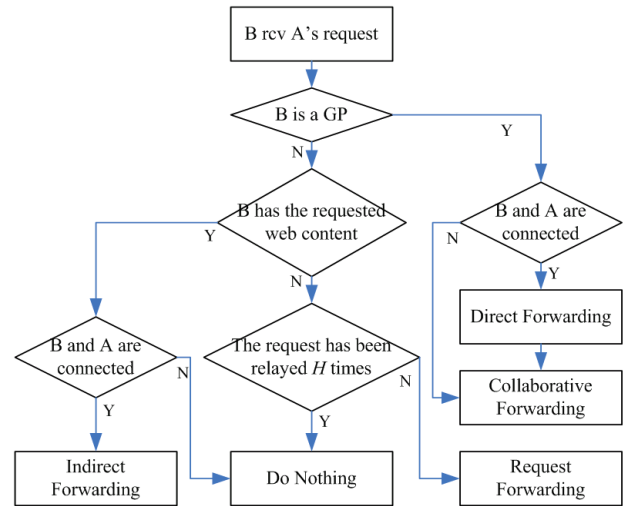 B rcv A's request
B is a GP
Y
N
B has the requested
web content
B and A are
connected
Y
N
N
Y
Direct Forwarding
B and A are
connected
The request has been
relayed H times
N
N
Collaborative
Forwarding
Y
Y
Indirect
Forwarding
Do Nothing
Request
Forwarding